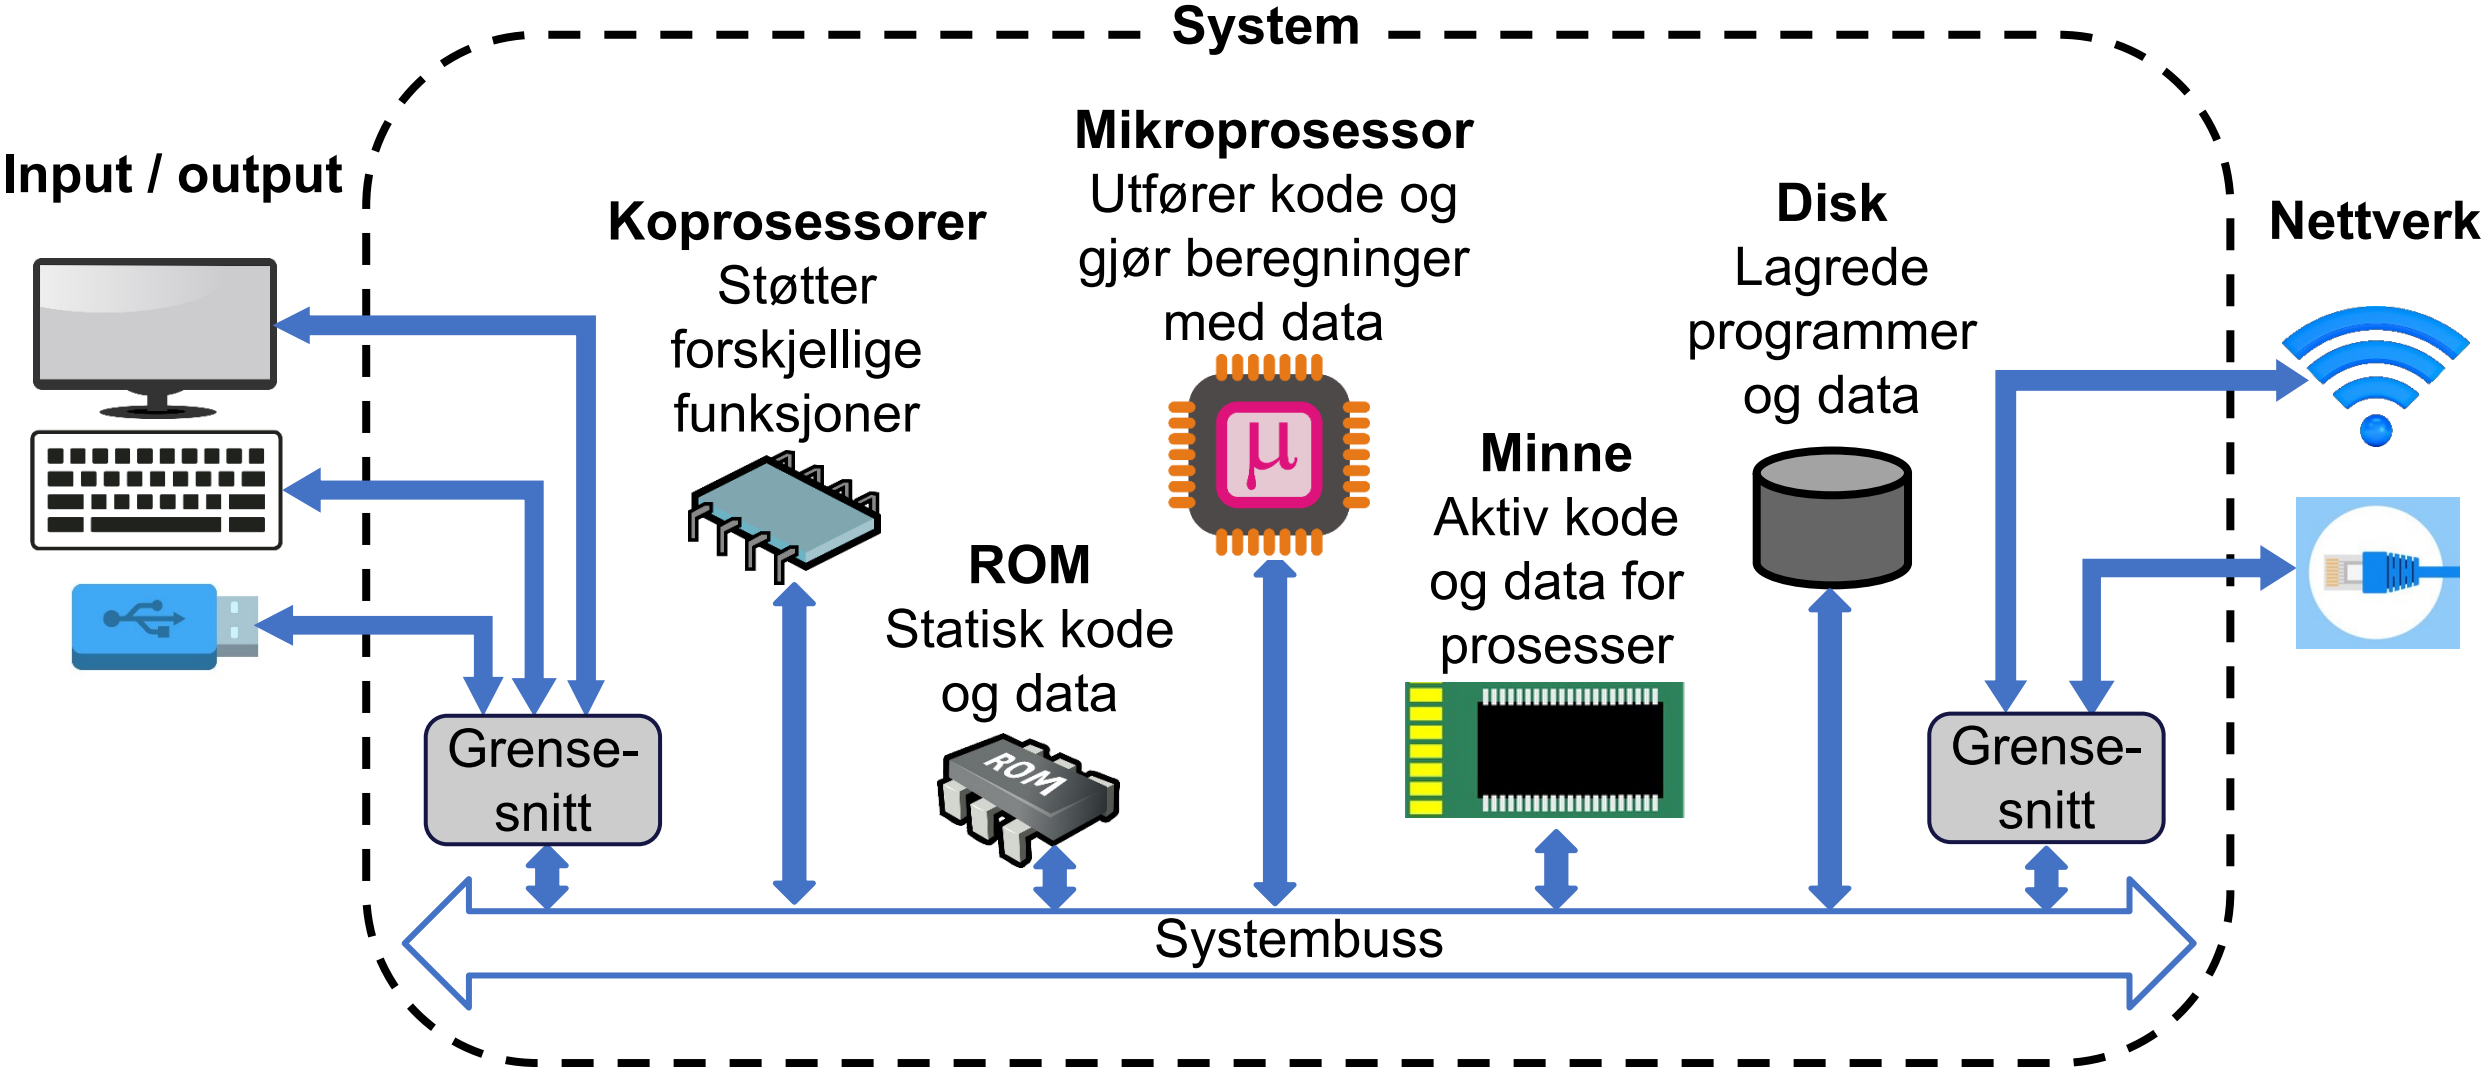 System
Input / output
Koprosessorer
Støtter
forskjellige
funksjoner
ROM
Statisk kode
og data
ROM
Mikroprosessor
Utfører kode og
gjør beregninger
med data
μ
Minne
Aktiv kode
og data for
prosesser
Disk
Lagrede
programmer
og data
Nettverk
Grense-
snitt
Grense-
snitt
Systembuss